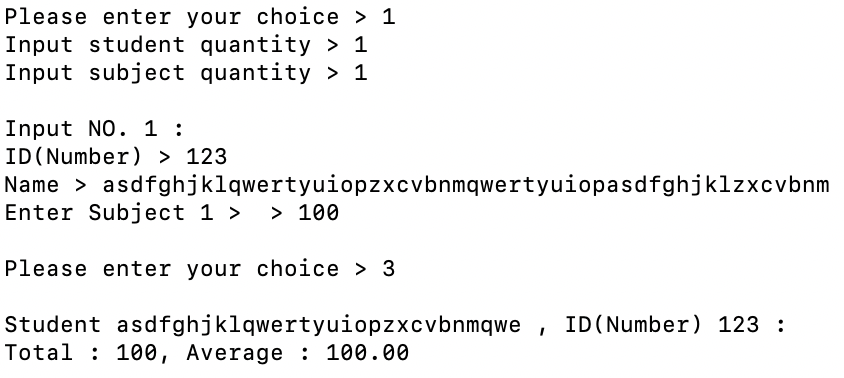 Please enter your choice > 1
Input student quantity > 1
Input subject quantity > 1
Input NO. 1 :
ID(Number) > 123
Name > asdfghjklqwertyuiopzxcvbnmqwertyuiopasdfghjklzxcvbnm
Enter Subject 1 >  > 100
Please enter your choice > 3
Student asdfghjklqwertyuiopzxcvbnmqwe , ID(Number) 123 :
Total : 100, Average : 100.00